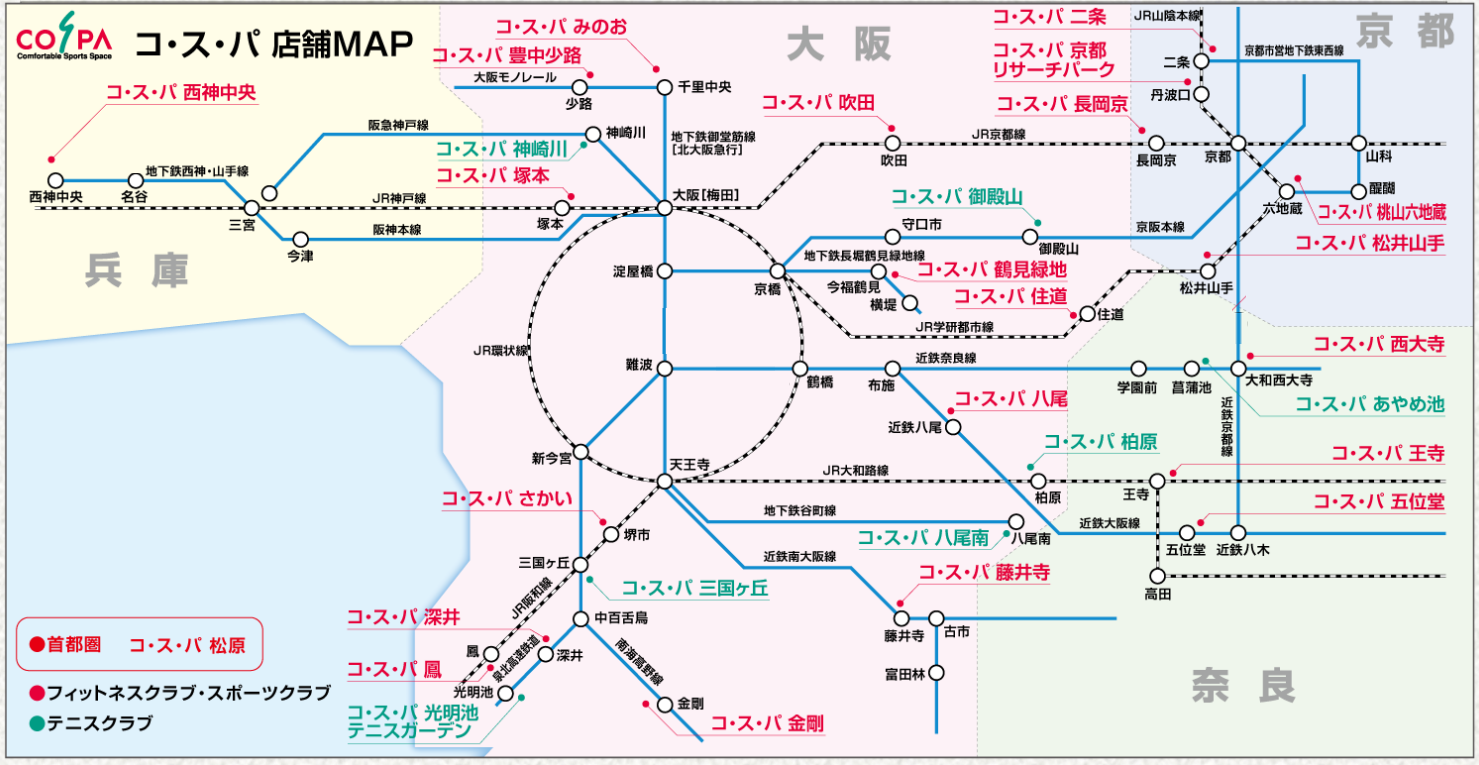 COSPA
Comfortable Sports Space
コ・ス・パ 店舗MAP
大阪
京都
兵庫
奈良
コ・ス・パ みのお
コ・ス・パ 豊中少路
大阪モノレール
少路
千里中央
地下鉄御堂筋線
[北大阪急行]
コ・ス・パ 二条
コ・ス・パ 京都
リサーチパーク
JR山陰本線
京都市営地下鉄東西線
二条
丹波口
コ・ス・パ 西神中央
阪急神戸線
神崎川
コ・ス・パ 神崎川
コ・ス・パ 吹田
コ・ス・パ 長岡京
JR京都線
吹田
長岡京
京都
山科
地下鉄西神・山手線
西神中央
名谷
コ・ス・パ 塚本
JR神戸線
大阪[梅田]
三宮
塚本
阪神本線
今津
コ・ス・パ 御殿山
守口市
御殿山
京阪本線
醍醐
六地蔵
コ・ス・パ 桃山六地蔵
コ・ス・パ 松井山手
松井山手
地下鉄長堀鶴見緑地線
淀屋橋
京橋
今福鶴見
横堤
コ・ス・パ 鶴見緑地
コ・ス・パ 住道
住道
JR学研都市線
JR環状線
難波
鶴橋
布施
近鉄奈良線
学園前
菖蒲池
大和西大寺
コ・ス・パ 西大寺
コ・ス・パ あやめ池
近鉄京都線
コ・ス・パ 八尾
近鉄八尾
コ・ス・パ 柏原
新今宮
天王寺
JR大和路線
柏原
王寺
コ・ス・パ 王寺
コ・ス・パ さかい
堺市
地下鉄谷町線
コ・ス・パ 八尾南
八尾南
近鉄大阪線
コ・ス・パ 五位堂
五位堂
近鉄八木
高田
近鉄南大阪線
三国ヶ丘
コ・ス・パ 三国ヶ丘
コ・ス・パ 藤井寺
藤井寺
古市
富田林
JR阪和線
中百舌鳥
コ・ス・パ 深井
深井
鳳
コ・ス・パ 鳳
泉北高速鉄道
南海高野線
光明池
コ・ス・パ 光明池
テニスガーデン
金剛
コ・ス・パ 金剛
●首都圏 コ・ス・パ 松原
●フィットネスクラブ・スポーツクラブ
●テニスクラブ